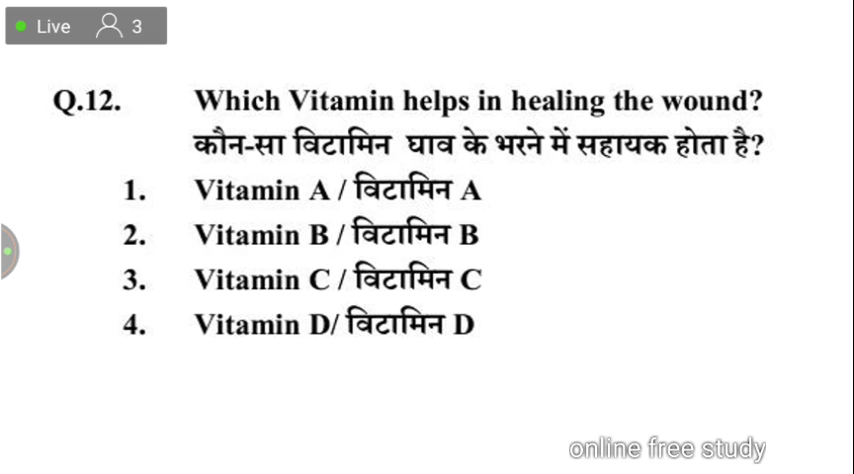 Live 3
Q.12. Which Vitamin helps in healing the wound?
कौन-सा विटामिन घाव के भरने में सहायक होता है?
1. Vitamin A / विटामिन A
2. Vitamin B / विटामिन B
3. Vitamin C / विटामिन C
4. Vitamin D/ विटामिन D
online free study